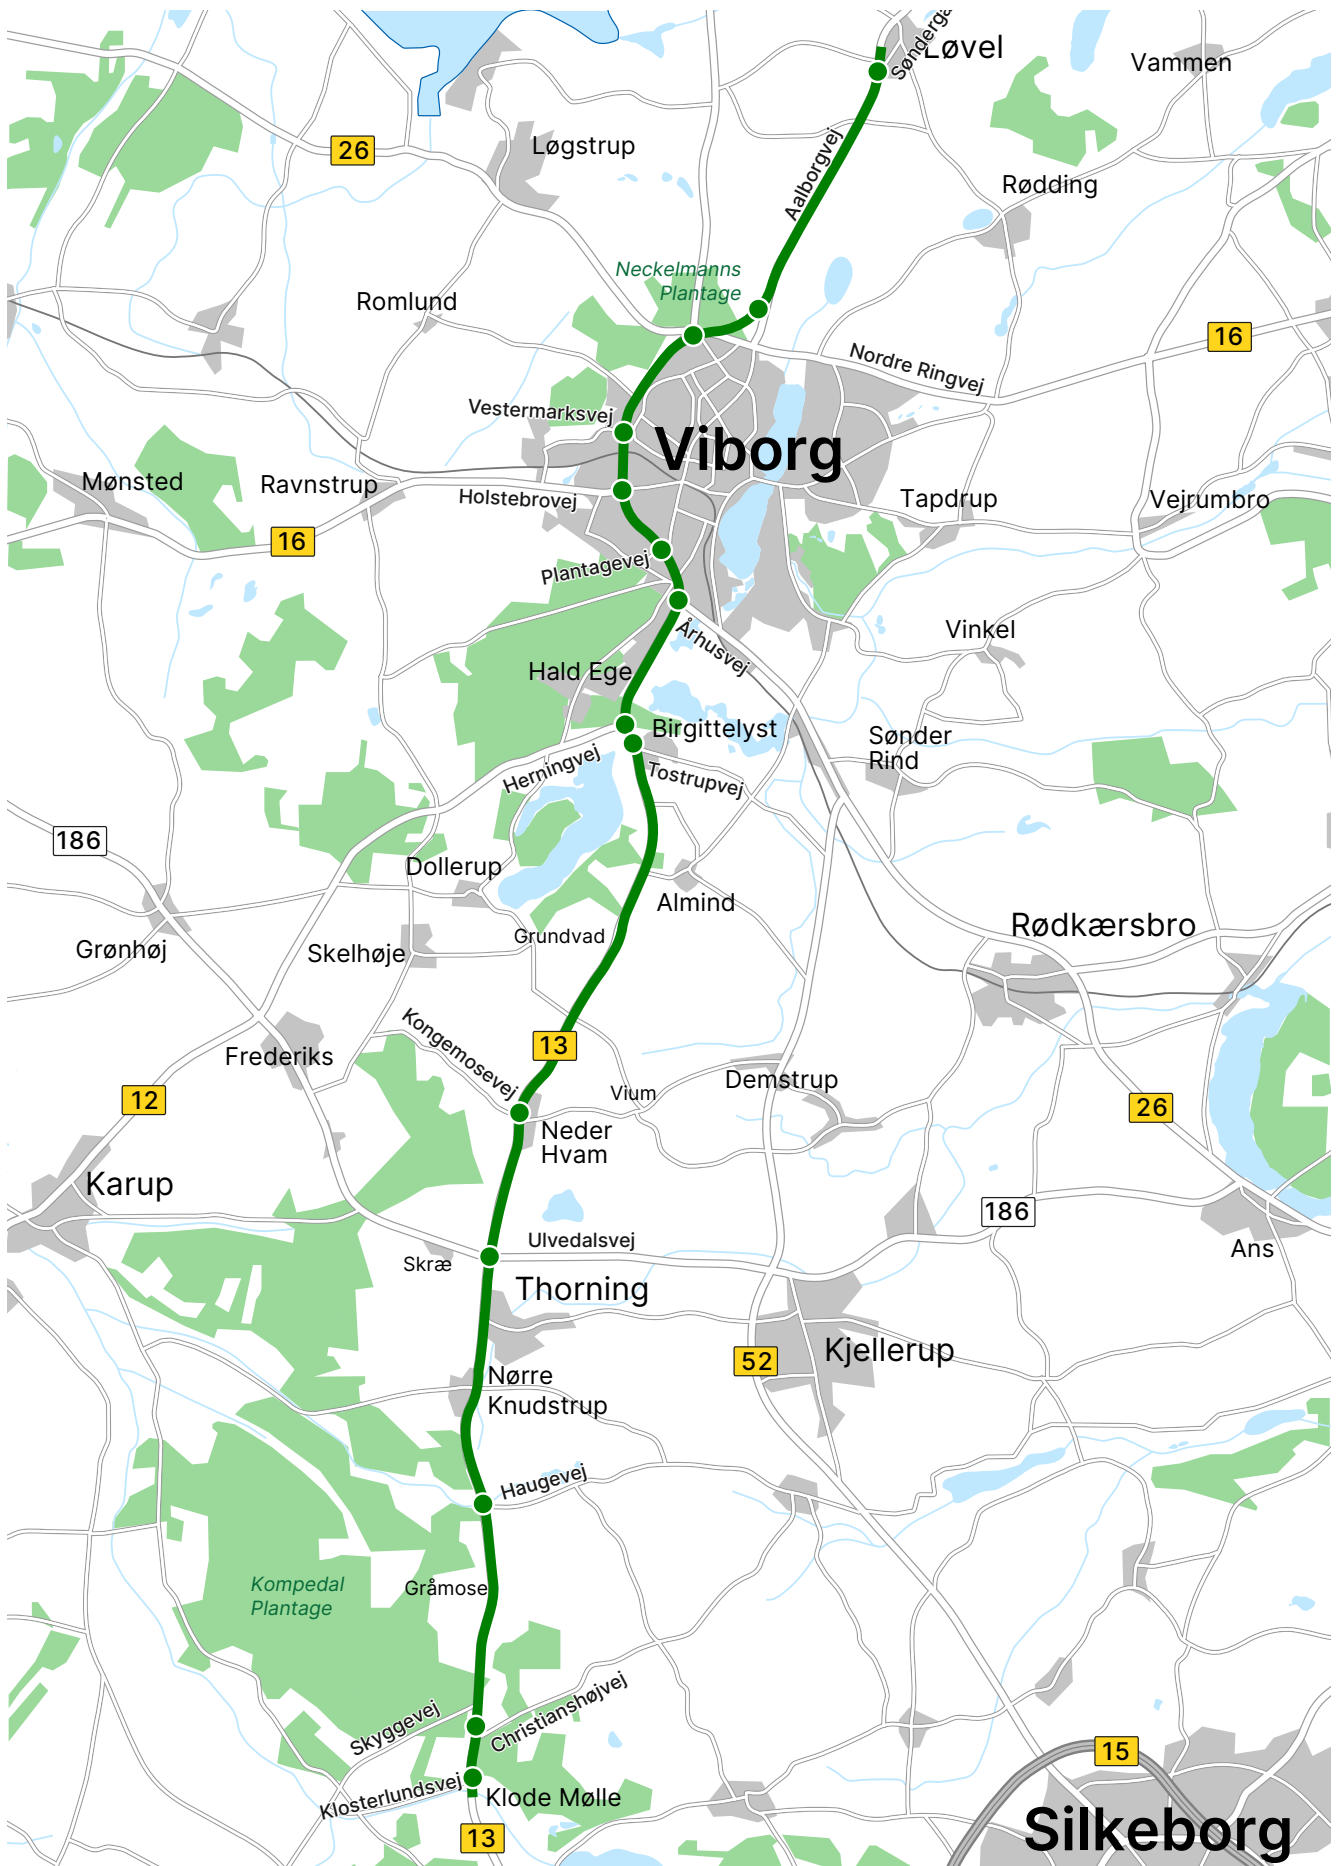 Søndergа
Løvel
Vammen
26
Løgstrup
Aalborgvej
Rødding
Neckelmanns
Plantage
Romlund
16
Nordre Ringvej
Vestermarksvej
Viborg
Mønsted
Ravnstrup
Holstebrovej
Tapdrup
Vejrumbro
16
Plantagevej
Århusvej
Vinkel
Hald Ege
Birgittelyst
Sønder
Rind
Herningvej
Tostrupvej
186
Dollerup
Almind
Grønhøj
Skelhøje
Grundvad
Rødkærsbro
Kongemosevej
13
Frederiks
Vium
Demstrup
12
26
Neder
Hvam
Karup
186
Ulvedalsvej
Ans
Skræ
Thorning
52
Kjellerup
Nørre
Knudstrup
Haugevej
Kompedal
Plantage
Gråmose
Skyggevej
Christianshøjvej
15
Klosterlundsvej
Klode Mølle
13
Silkeborg